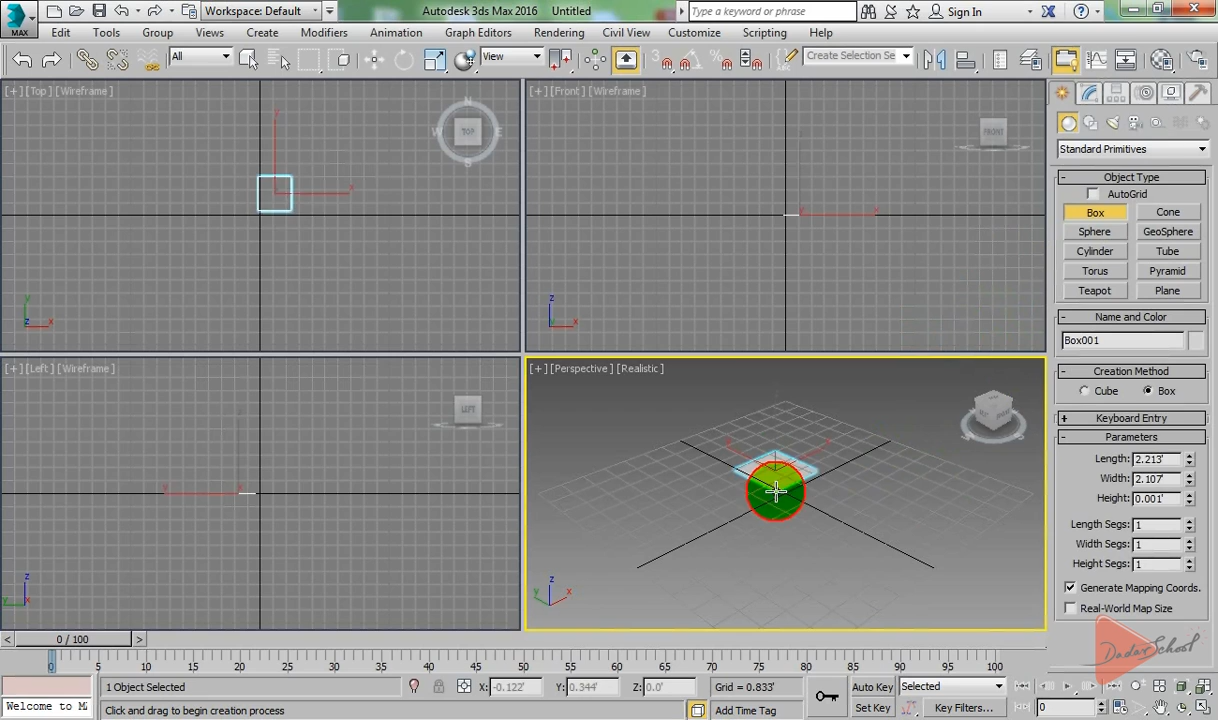 MAX
Workspace: Default
Autodesk 3ds Max 2016
Untitled
Type a keyword or phrase
Sign In
Edit
Tools
Group
Views
Create
Modifiers
Animation
Graph Editors
Rendering
Civil View
Customize
Scripting
Help
All
View
3
Create Selection Se
[+] [Top] [Wireframe]
N
W
TOP
E
S
[+] [Front] [Wireframe]
FRONT
y
x
x
z
x
[+] [Left] [Wireframe]
LEFT
z
y
[+] [Perspective] [Realistic]
z
y
x
Standard Primitives
- Object Type
AutoGrid
Box
Cone
Sphere
GeoSphere
Cylinder
Tube
Torus
Pyramid
Teapot
Plane
- Name and Color
Box001
- Creation Method
Cube
Box
+ Keyboard Entry
- Parameters
Length: 2.213'
Width: 2.107'
Height: 0.001'
Length Segs: 1
Width Segs: 1
Height Segs: 1
Generate Mapping Coords.
Real-World Map Size
DadarSchool
< 0 / 100 >
0 5 10 15 20 25 30 35 40 45 50 55 60 65 70 75 80 85 90 95 100
1 Object Selected
X: -0.122'
Y: 0.344'
Z: 0.0'
Grid = 0.833'
Auto Key
Selected
Welcome to M
Click and drag to begin creation process
Add Time Tag
Set Key
Key Filters...
0